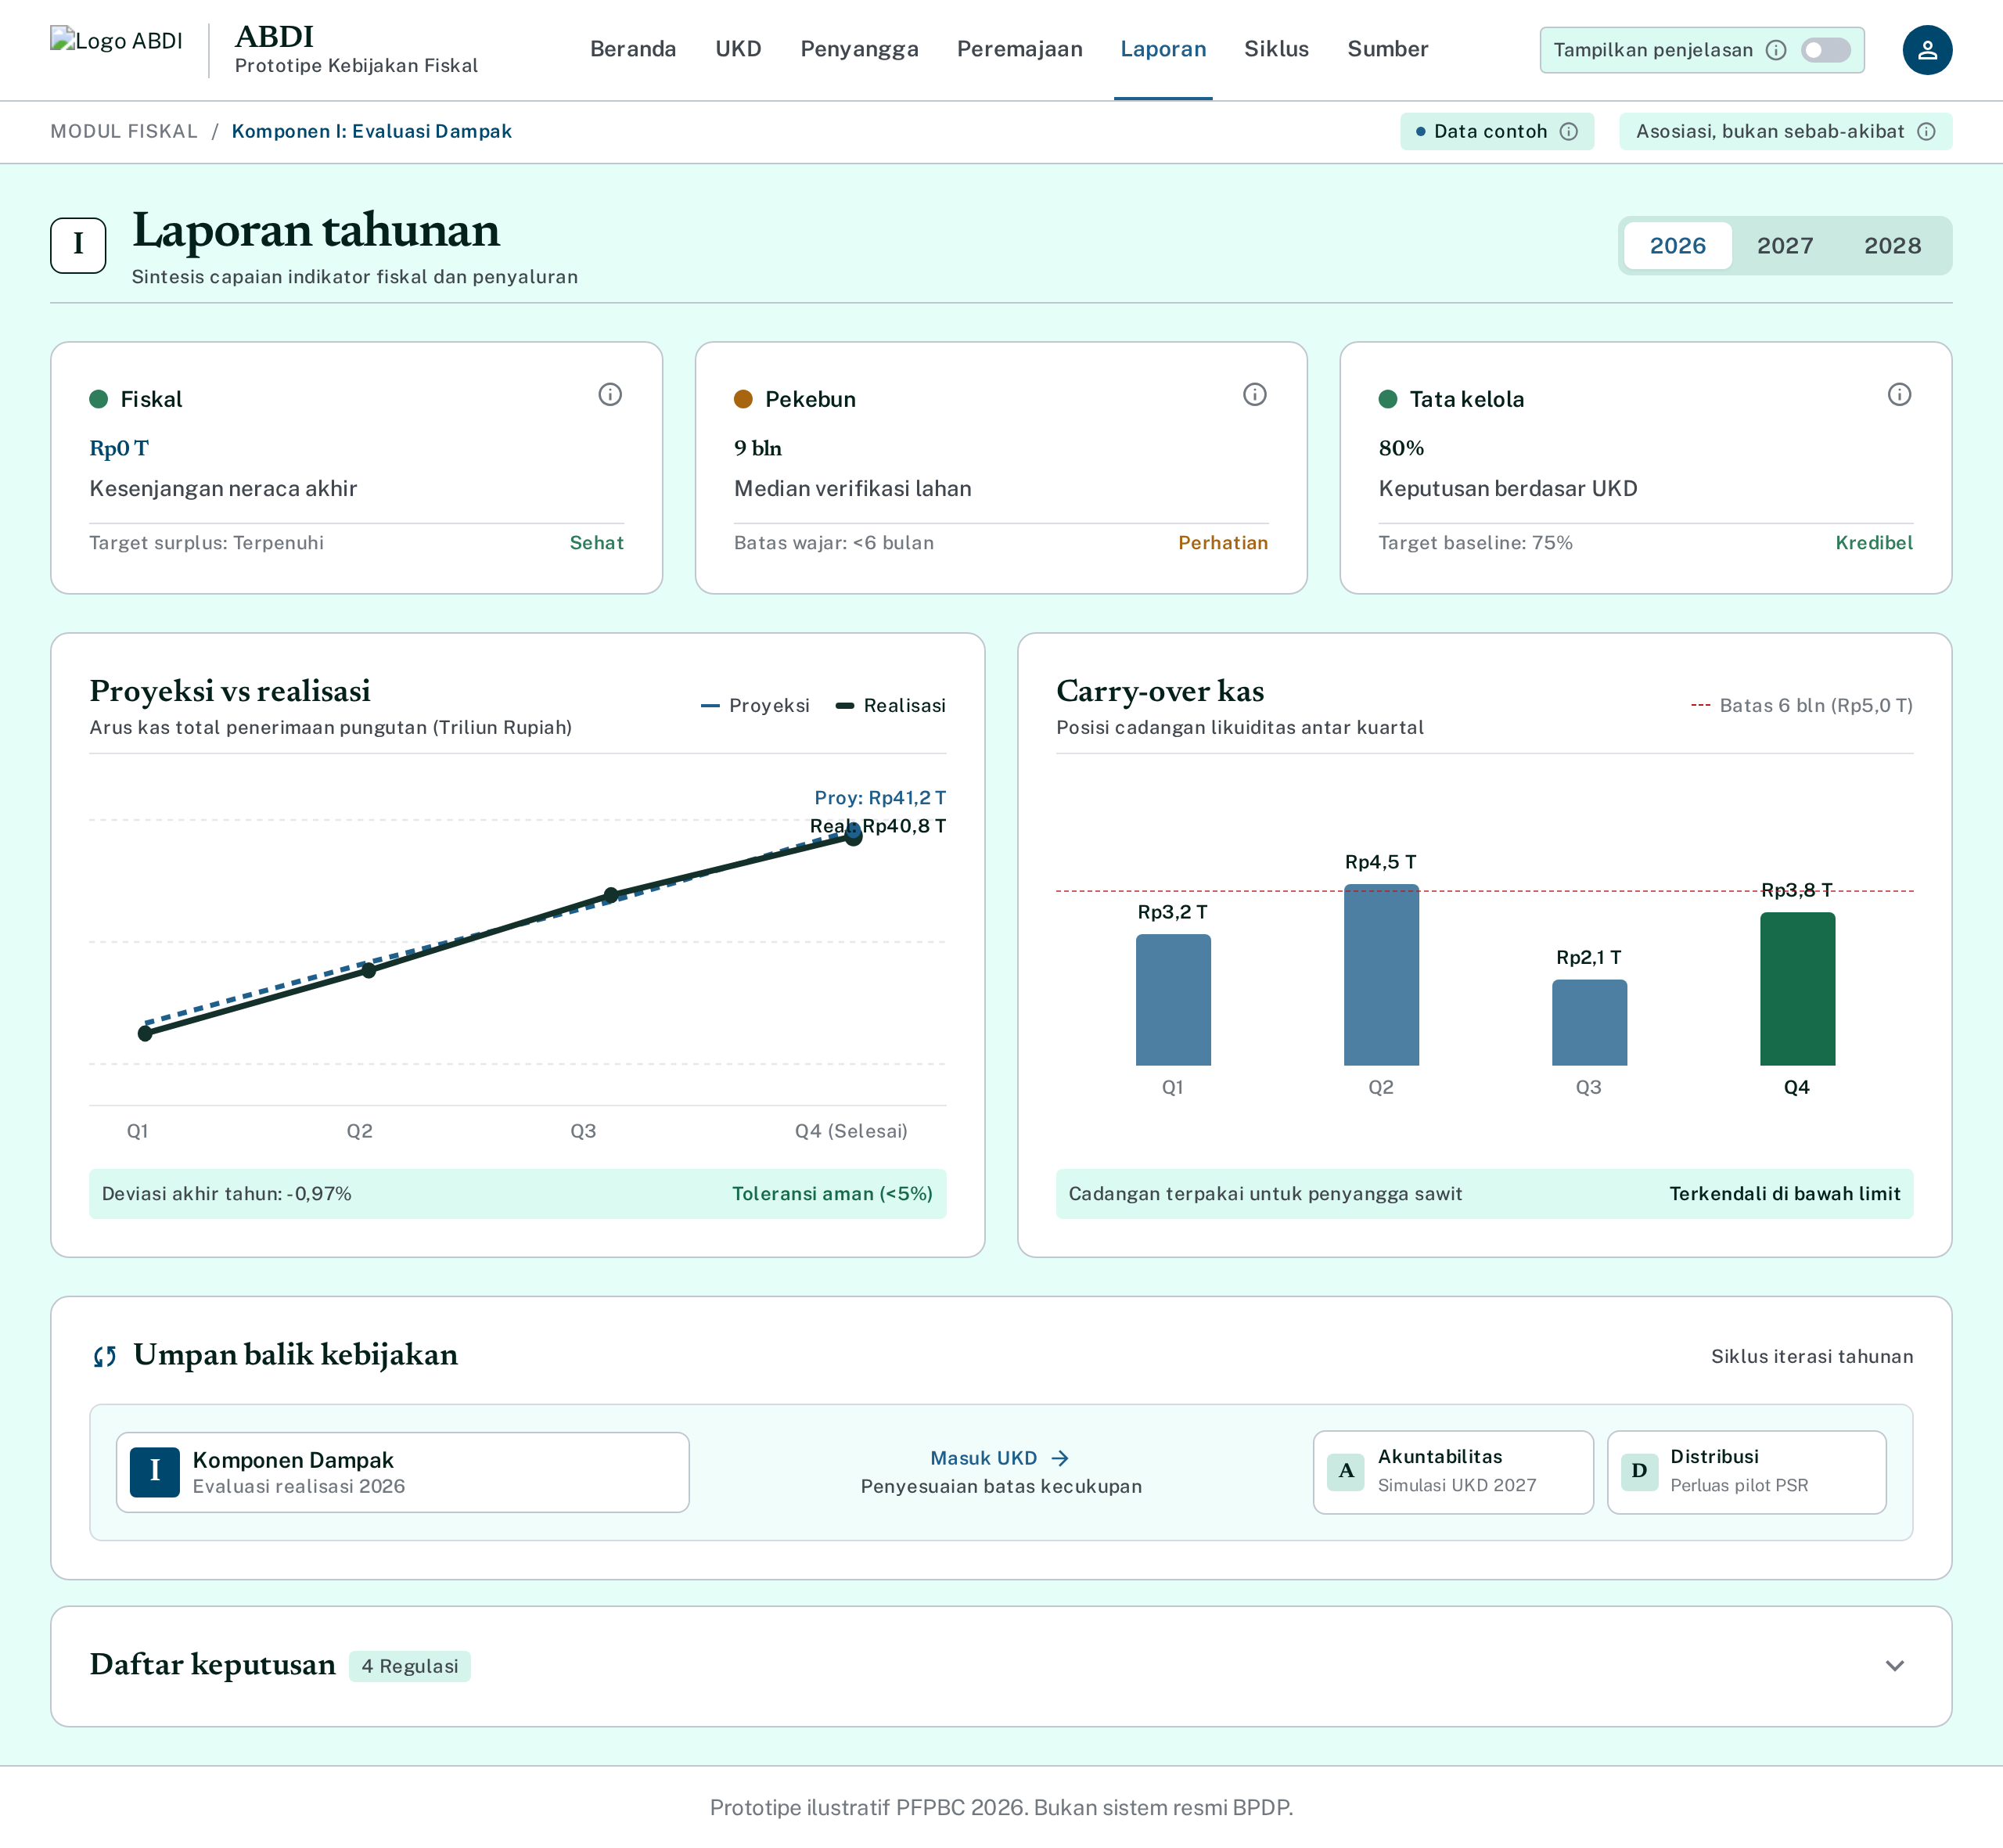 Logo ABDI
ABDI
Prototipe Kebijakan Fiskal
Beranda
UKD
Penyangga
Peremajaan
Laporan
Siklus
Sumber
Tampilkan penjelasan
MODUL FISKAL / Komponen I: Evaluasi Dampak
Data contoh
Asosiasi, bukan sebab-akibat
I
Laporan tahunan
Sintesis capaian indikator fiskal dan penyaluran
2026
2027
2028
Fiskal
Rp0 T
Kesenjangan neraca akhir
Target surplus: Terpenuhi
Sehat
Pekebun
9 bln
Median verifikasi lahan
Batas wajar: <6 bulan
Perhatian
Tata kelola
80%
Keputusan berdasar UKD
Target baseline: 75%
Kredibel
Proyeksi vs realisasi
Arus kas total penerimaan pungutan (Triliun Rupiah)
Proyeksi
Realisasi
Proy: Rp41,2 T
Real: Rp40,8 T
Q1
Q2
Q3
Q4 (Selesai)
Deviasi akhir tahun: -0,97%
Toleransi aman (<5%)
Carry-over kas
Posisi cadangan likuiditas antar kuartal
Batas 6 bln (Rp5,0 T)
Rp3,2 T
Rp4,5 T
Rp2,1 T
Rp3,8 T
Q1
Q2
Q3
Q4
Cadangan terpakai untuk penyangga sawit
Terkendali di bawah limit
Umpan balik kebijakan
Siklus iterasi tahunan
I
Komponen Dampak
Evaluasi realisasi 2026
Masuk UKD →
Penyesuaian batas kecukupan
A
Akuntabilitas
Simulasi UKD 2027
D
Distribusi
Perluas pilot PSR
Daftar keputusan
4 Regulasi
Prototipe ilustratif PFPBC 2026. Bukan sistem resmi BPDP.